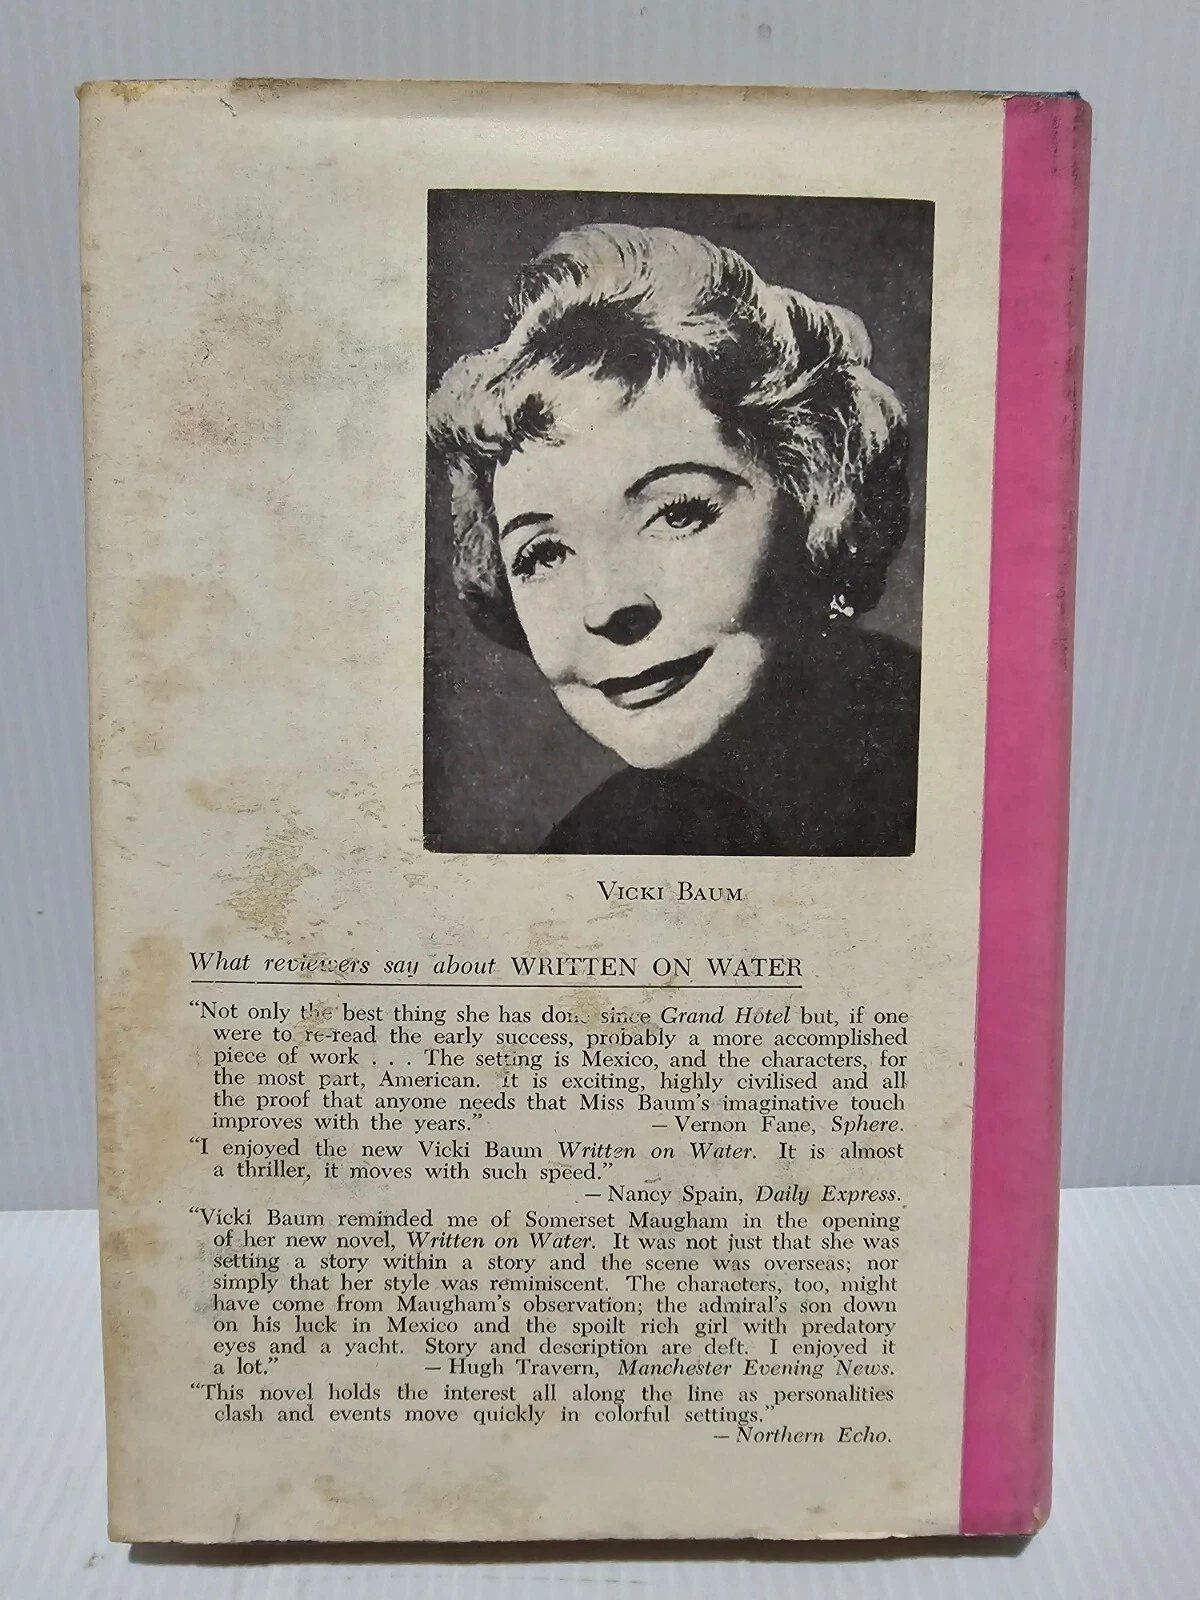 VICKI BAUM
What reviewers say about WRITTEN ON WATER
“Not only the best thing she has done since Grand Hotel but, if one
were to re-read the early success, probably a more accomplished
piece of work . . . The setting is Mexico, and the characters, for
the most part, American. It is exciting, highly civilised and all
the proof that anyone needs that Miss Baum’s imaginative touch
improves with the years.” — Vernon Fane, Sphere.
“I enjoyed the new Vicki Baum Written on Water. It is almost
a thriller, it moves with such speed.”
— Nancy Spain, Daily Express.
“Vicki Baum reminded me of Somerset Maugham in the opening
of her new novel, Written on Water. It was not just that she was
setting a story within a story and the scene was overseas; nor
simply that her style was reminiscent. The characters, too, might
have come from Maugham’s observation; the admiral’s son down
on his luck in Mexico and the spoilt rich girl with predatory
eyes and a yacht. Story and description are deft. I enjoyed it
a lot.” — Hugh Travern, Manchester Evening News.
“This novel holds the interest all along the line as personalities
clash and events move quickly in colorful settings.”
— Northern Echo.